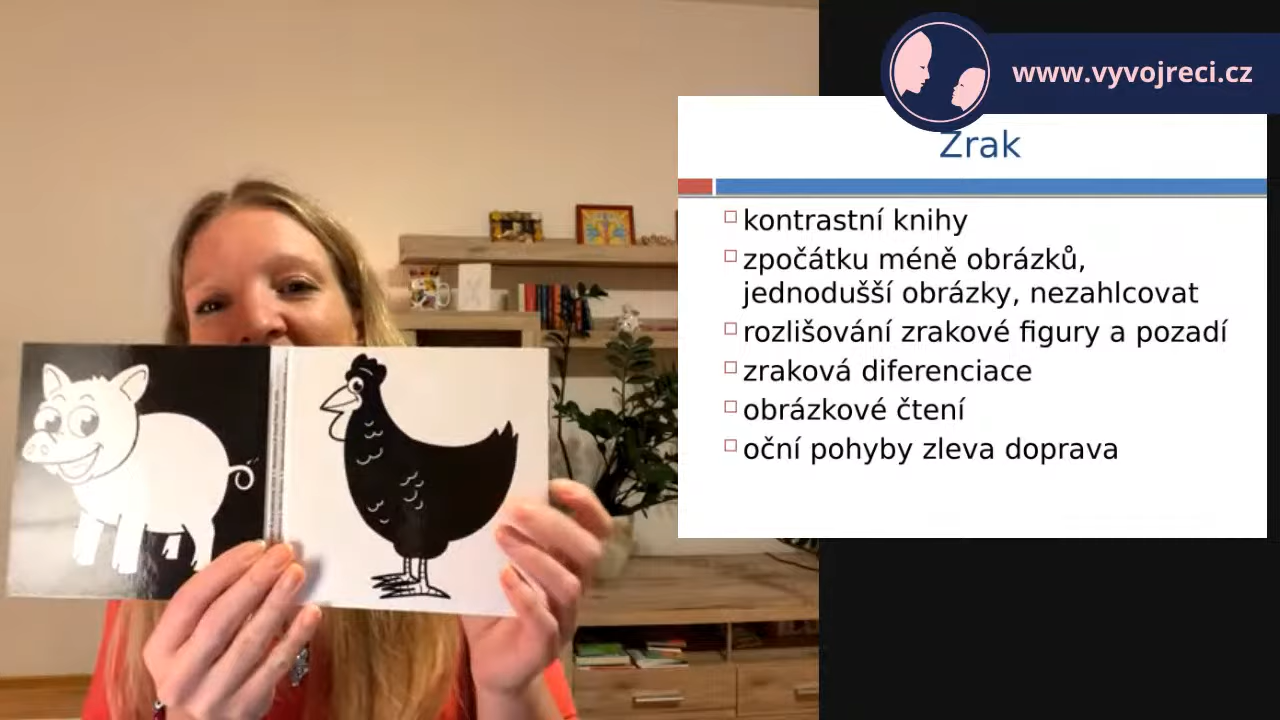 www.vyvojreci.cz
Zrak
kontrastní knihy
zpočátku méně obrázků,
jednodušší obrázky, nezahlcovat
rozlišování zrakové figury a pozadí
zraková diferenciace
obrázkové čtení
oční pohyby zleva doprava